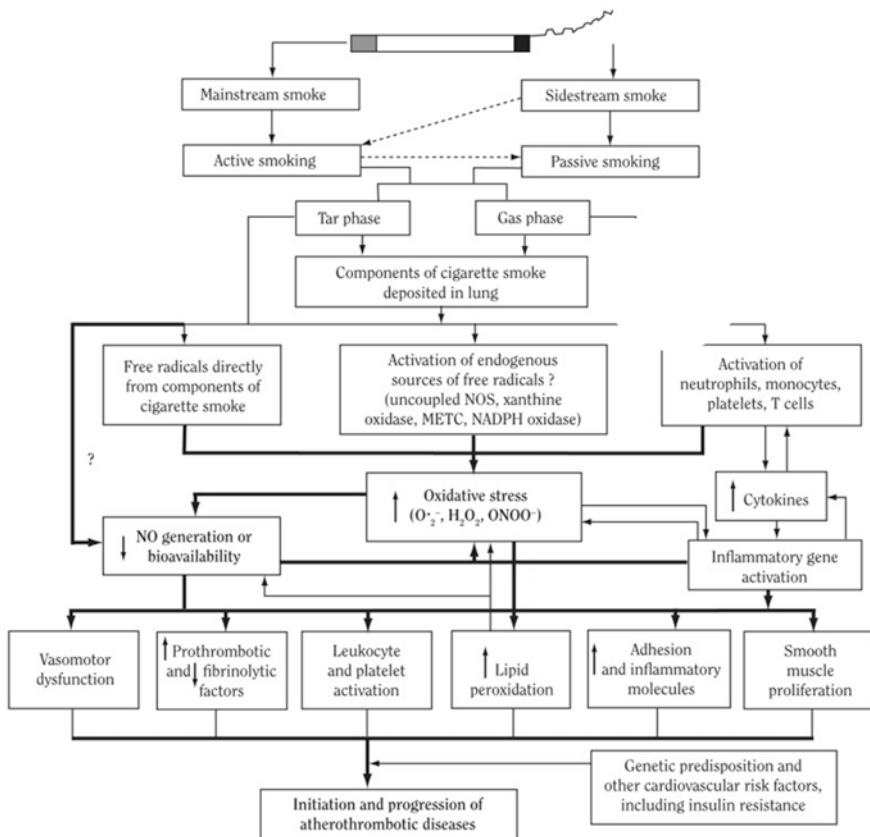 Mainstream smoke
Sidestream smoke
Active smoking
Passive smoking
Tar phase
Gas phase
Components of cigarette smoke
deposited in lung
Free radicals directly
from components of
cigarette smoke
Activation of endogenous
sources of free radicals ?
(uncoupled NOS, xanthine
oxidase, METC, NADPH oxidase)
Activation of
neutrophils, monocytes,
platelets, T cells
?
↑ Oxidative stress
(O•₂⁻, H₂O₂, ONOO⁻)
↑ Cytokines
↓ NO generation or
bioavailability
Inflammatory gene
activation
Vasomotor
dysfunction
↑ Prothrombotic
and ↓ fibrinolytic
factors
Leukocyte
and platelet
activation
↑ Lipid
peroxidation
↑ Adhesion
and inflammatory
molecules
Smooth
muscle
proliferation
Genetic predisposition and
other cardiovascular risk factors,
including insulin resistance
Initiation and progression of
atherothrombotic diseases